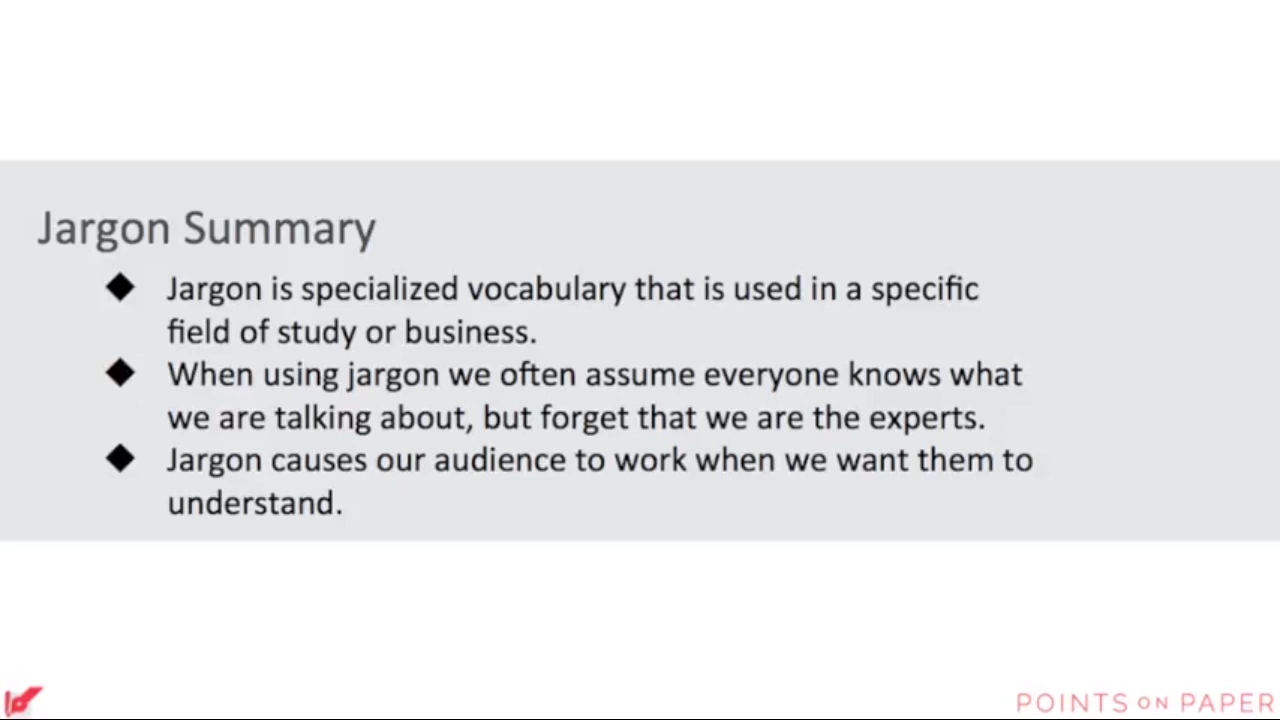 Jargon Summary
◆ Jargon is specialized vocabulary that is used in a specific
field of study or business.
◆ When using jargon we often assume everyone knows what
we are talking about, but forget that we are the experts.
◆ Jargon causes our audience to work when we want them to
understand.
POINTS ON PAPER